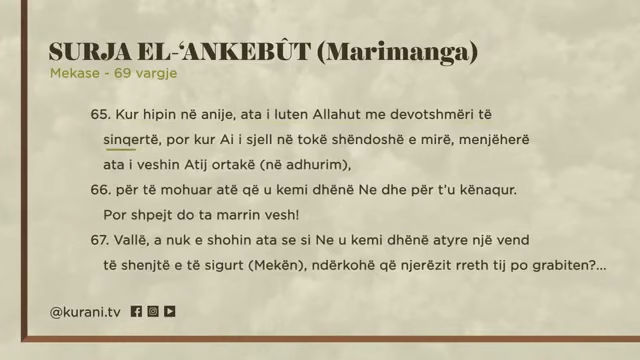 SURJA EL-‘ANKEBÛT (Marimanga)
Mekase - 69 vargje
65. Kur hipin në anije, ata i luten Allahut me devotshmëri të
sinqertë, por kur Ai i sjell në tokë shëndoshë e mirë, menjëherë
ata i veshin Atij ortakë (në adhurim),
66. për të mohuar atë që u kemi dhënë Ne dhe për t’u kënaqur.
Por shpejt do ta marrin vesh!
67. Vallë, a nuk e shohin ata se si Ne u kemi dhënë atyre një vend
të shenjtë e të sigurt (Mekën), ndërkohë që njerëzit rreth tij po grabiten?...
@kurani.tv